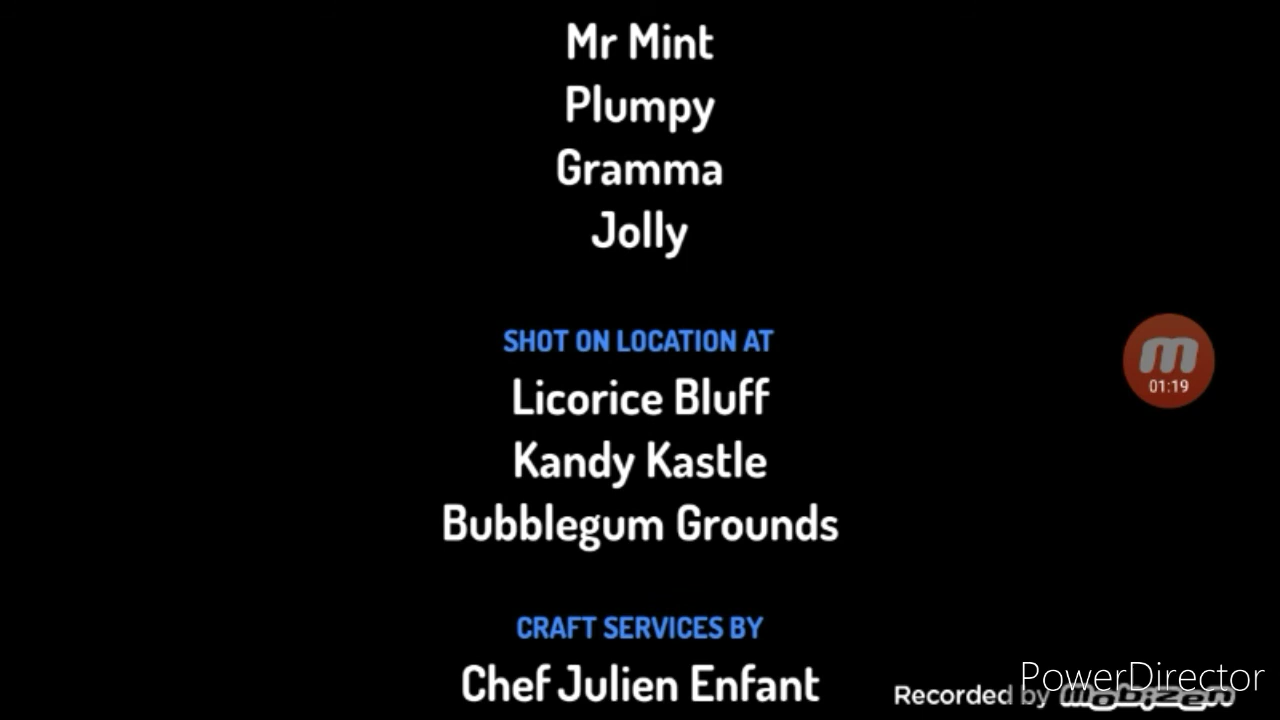 Mr Mint
Plumpy
Gramma
Jolly
SHOT ON LOCATION AT
Licorice Bluff
Kandy Kastle
Bubblegum Grounds
CRAFT SERVICES BY
Chef Julien Enfant
01:19
PowerDirector
Recorded by mobizen